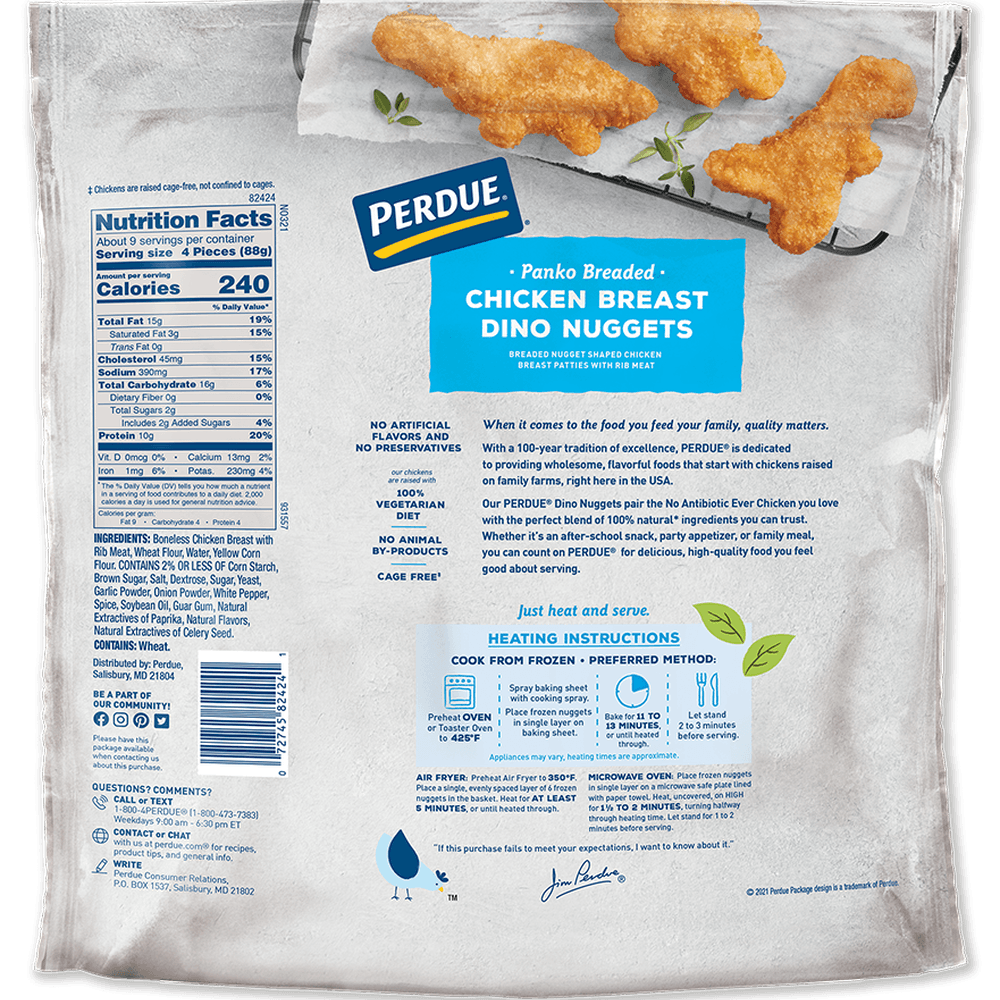 ‡ Chickens are raised cage-free, not confined to cages.
82424
N0321
Nutrition Facts
About 9 servings per container
Serving size 4 Pieces (88g)
Amount per serving
Calories 240
% Daily Value*
Total Fat 15g 19%
Saturated Fat 3g 15%
Trans Fat 0g
Cholesterol 45mg 15%
Sodium 390mg 17%
Total Carbohydrate 16g 6%
Dietary Fiber 0g 0%
Total Sugars 2g
Includes 2g Added Sugars 4%
Protein 10g 20%
Vit. D 0mcg 0% • Calcium 13mg 2%
Iron 1mg 6% • Potas. 230mg 4%
*The % Daily Value (DV) tells you how much a nutrient
in a serving of food contributes to a daily diet. 2,000
calories a day is used for general nutrition advice.
Calories per gram:
Fat 9 • Carbohydrate 4 • Protein 4
931557
INGREDIENTS: Boneless Chicken Breast with
Rib Meat, Wheat Flour, Water, Yellow Corn
Flour. CONTAINS 2% OR LESS OF Corn Starch,
Brown Sugar, Salt, Dextrose, Sugar, Yeast,
Garlic Powder, Onion Powder, White Pepper,
Spice, Soybean Oil, Guar Gum, Natural
Extractives of Paprika, Natural Flavors,
Natural Extractives of Celery Seed.
CONTAINS: Wheat.
Distributed by: Perdue,
Salisbury, MD 21804
BE A PART OF
OUR COMMUNITY!
Please have this
package available
when contacting us
about this purchase.
0 72745 82424 1
QUESTIONS? COMMENTS?
CALL or TEXT
1-800-4PERDUE® (1-800-473-7383)
Weekdays 9:00 am - 6:30 pm ET
CONTACT or CHAT
with us at perdue.com® for recipes,
product tips, and general info.
WRITE
Perdue Consumer Relations,
P.O. BOX 1537, Salisbury, MD 21802
PERDUE®
· Panko Breaded ·
CHICKEN BREAST
DINO NUGGETS
BREADED NUGGET SHAPED CHICKEN
BREAST PATTIES WITH RIB MEAT
NO ARTIFICIAL
FLAVORS AND
NO PRESERVATIVES
our chickens
are raised with
100%
VEGETARIAN
DIET
NO ANIMAL
BY-PRODUCTS
CAGE FREE‡
When it comes to the food you feed your family, quality matters.
With a 100-year tradition of excellence, PERDUE® is dedicated
to providing wholesome, flavorful foods that start with chickens raised
on family farms, right here in the USA.
Our PERDUE® Dino Nuggets pair the No Antibiotic Ever Chicken you love
with the perfect blend of 100% natural* ingredients you can trust.
Whether it's an after-school snack, party appetizer, or family meal,
you can count on PERDUE® for delicious, high-quality food you feel
good about serving.
Just heat and serve.
HEATING INSTRUCTIONS
COOK FROM FROZEN • PREFERRED METHOD:
Preheat OVEN
or Toaster Oven
to 425°F
Spray baking sheet
with cooking spray.
Place frozen nuggets
in single layer on
baking sheet.
Bake for 11 TO
13 MINUTES,
or until heated
through.
Let stand
2 to 3 minutes
before serving.
Appliances may vary, heating times are approximate.
AIR FRYER: Preheat Air Fryer to 350°F.
Place a single, evenly spaced layer of 6 frozen
nuggets in the basket. Heat for AT LEAST
5 MINUTES, or until heated through.
MICROWAVE OVEN: Place frozen nuggets
in single layer on a microwave safe plate lined
with paper towel. Heat, uncovered, on HIGH
for 1½ TO 2 MINUTES, turning halfway
through heating time. Let stand for 1 to 2
minutes before serving.
"If this product fails to meet your expectations, I want to know about it."
Jim Perdue®
TM
© 2021 Perdue Package design is a trademark of Perdue.